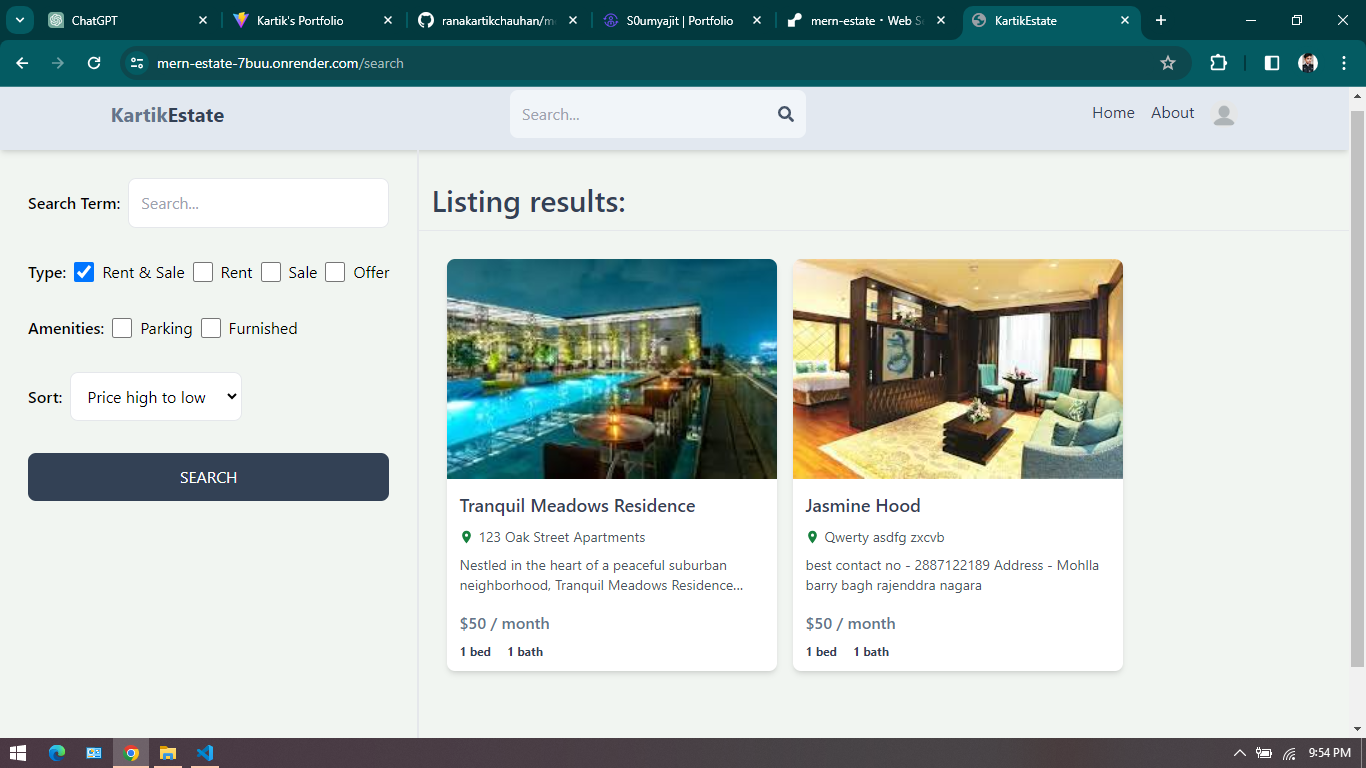 ChatGPT
Kartik's Portfolio
ranakartikchauhan/me
S0umyajit | Portfolio
mern-estate · Web Se
KartikEstate
mern-estate-7buu.onrender.com/search
KartikEstate
Search...
Home
About
Search Term:
Search...
Type:
Rent & Sale
Rent
Sale
Offer
Amenities:
Parking
Furnished
Sort:
Price high to low
SEARCH
Listing results:
Tranquil Meadows Residence
123 Oak Street Apartments
Nestled in the heart of a peaceful suburban
neighborhood, Tranquil Meadows Residence...
$50 / month
1 bed
1 bath
Jasmine Hood
Qwerty asdfg zxcvb
best contact no - 2887122189 Address - Mohlla
barry bagh rajenddra nagara
$50 / month
1 bed
1 bath
9:54 PM